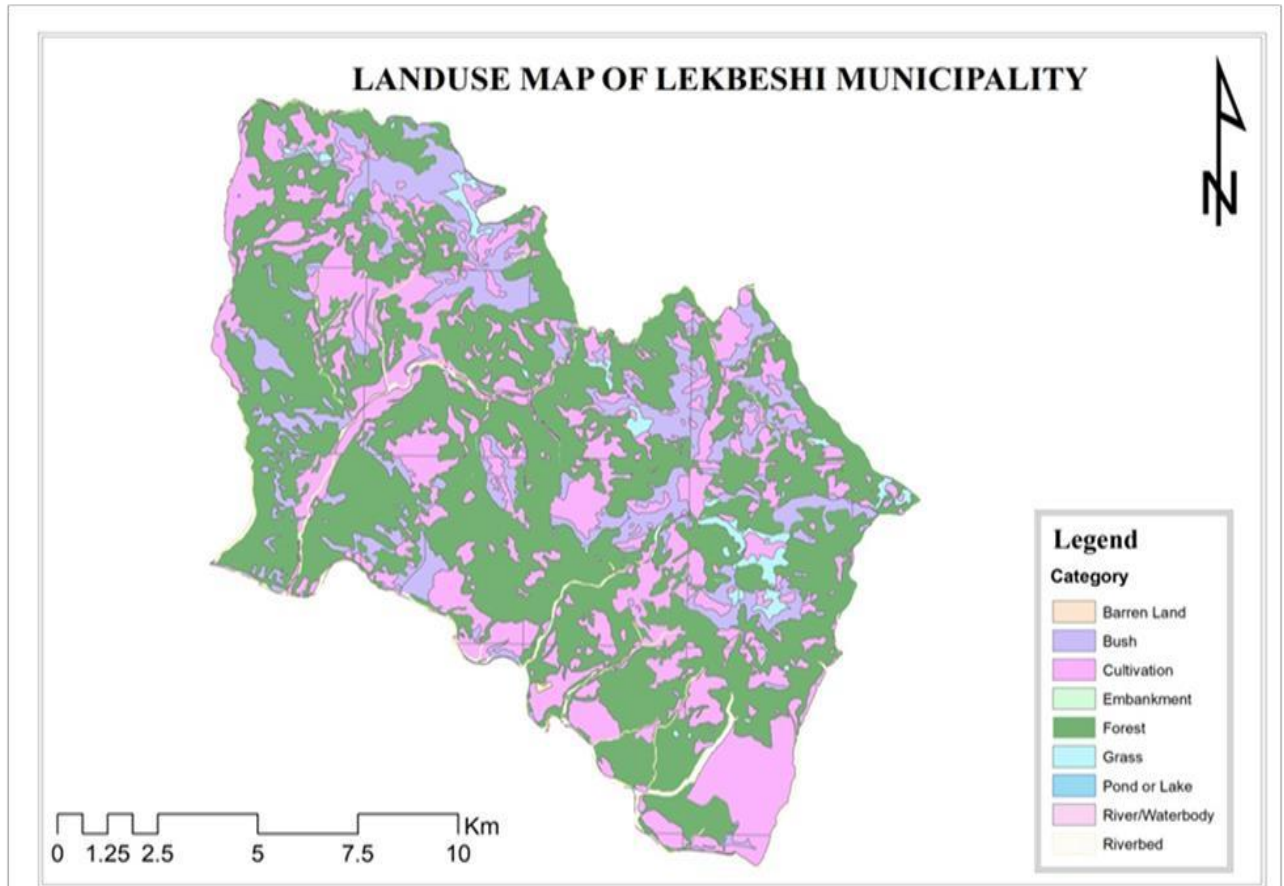 LANDUSE MAP OF LEKBESHI MUNICIPALITY
N
Legend
Category
Barren Land
Bush
Cultivation
Embankment
Forest
Grass
Pond or Lake
River/Waterbody
Riverbed
Km
0 1.25 2.5 5 7.5 10